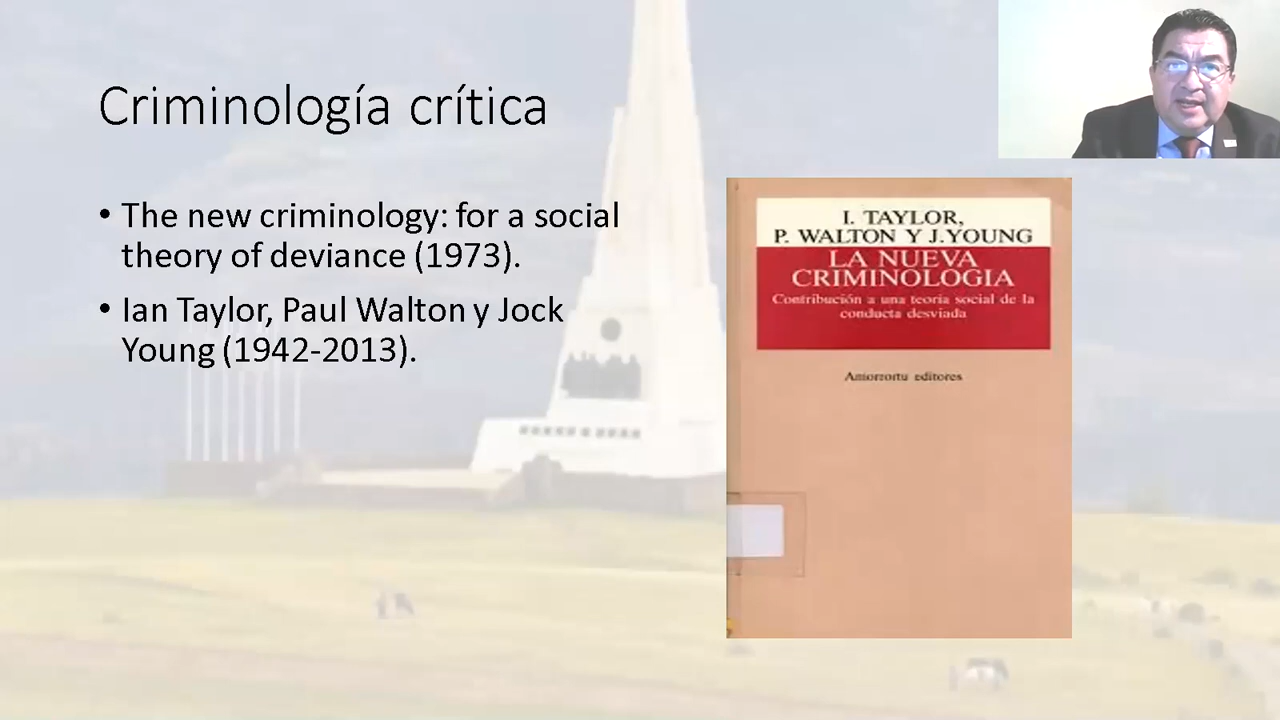 Criminología crítica
• The new criminology: for a social
theory of deviance (1973).
• Ian Taylor, Paul Walton y Jock
Young (1942-2013).
I. TAYLOR,
P. WALTON Y J. YOUNG
LA NUEVA
CRIMINOLOGIA
Contribución a una teoría social de la
conducta desviada
Amorrortu editores